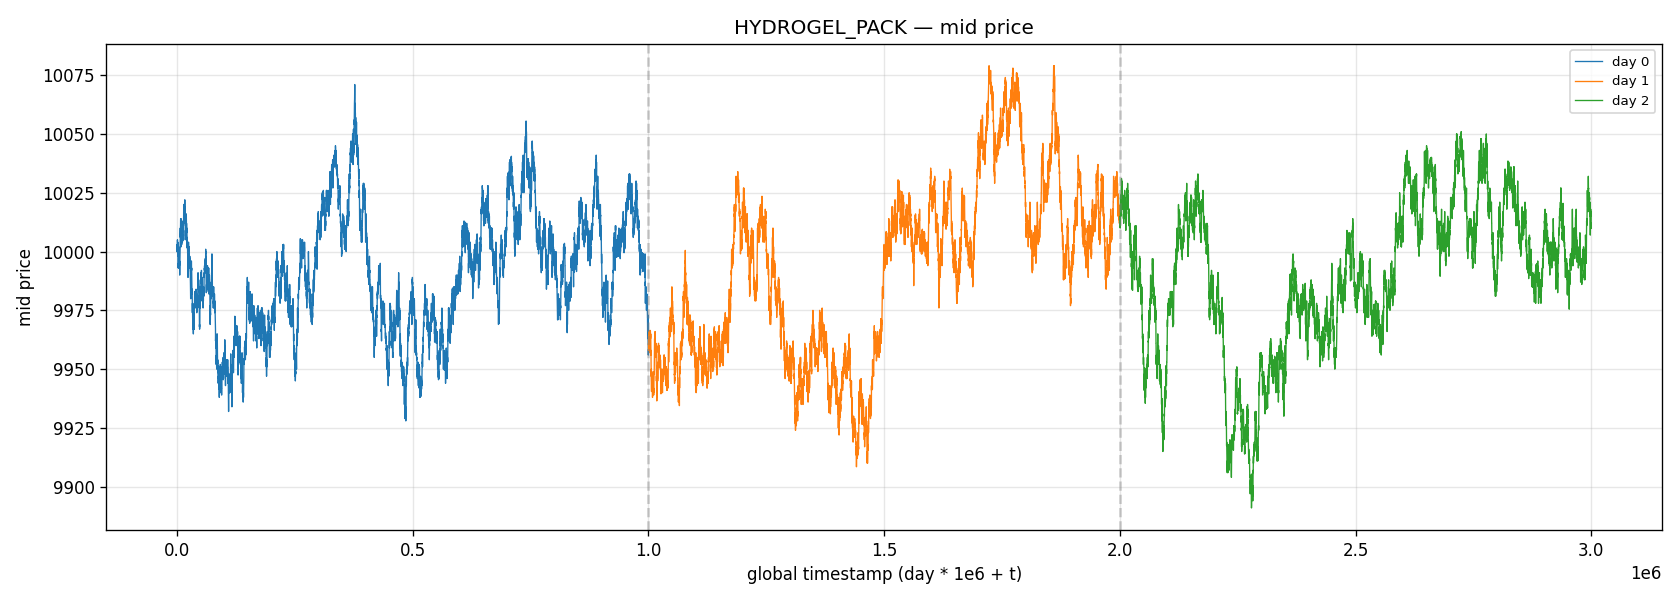 HYDROGEL_PACK — mid price
mid price
10075
10050
10025
10000
9975
9950
9925
9900
day 0
day 1
day 2
0.0 0.5 1.0 1.5 2.0 2.5 3.0
1e6
global timestamp (day * 1e6 + t)